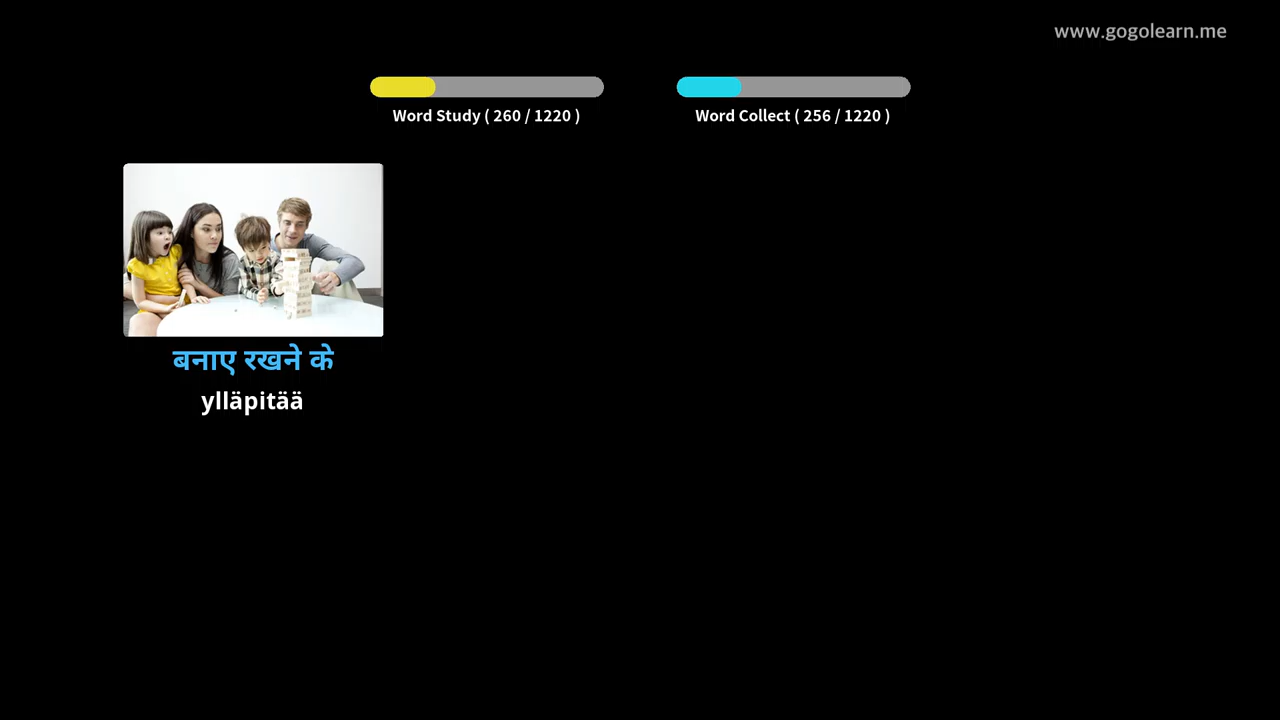 www.gogolearn.me
Word Study ( 260 / 1220 )
Word Collect ( 256 / 1220 )
बनाए रखने के
ylläpitää